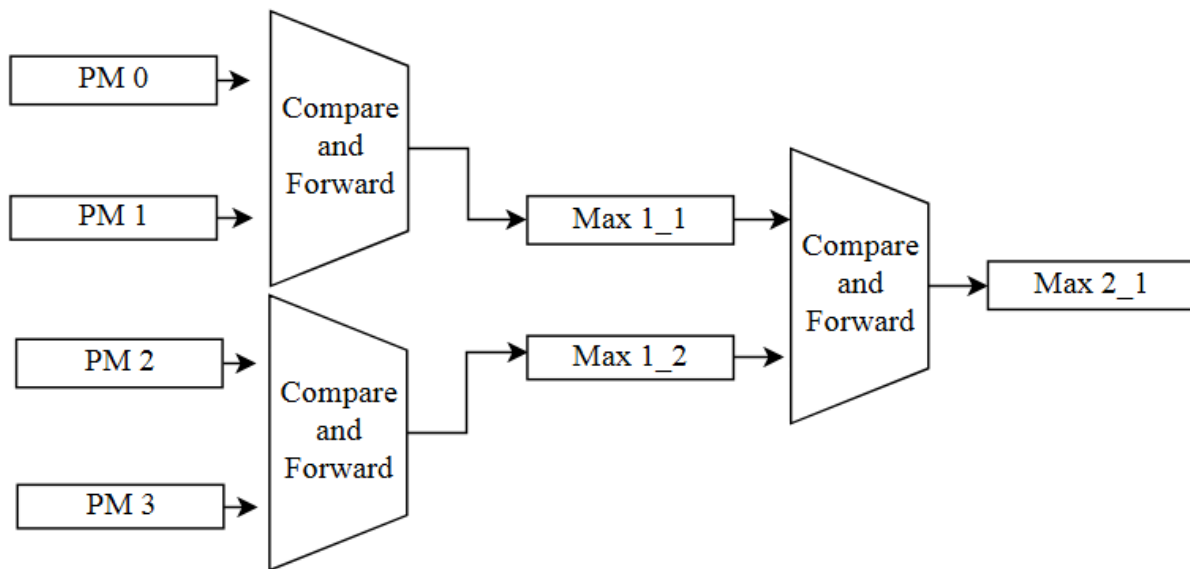 PM 0
PM 1
Compare
and
Forward
PM 2
PM 3
Compare
and
Forward
Max 1_1
Max 1_2
Compare
and
Forward
Max 2_1